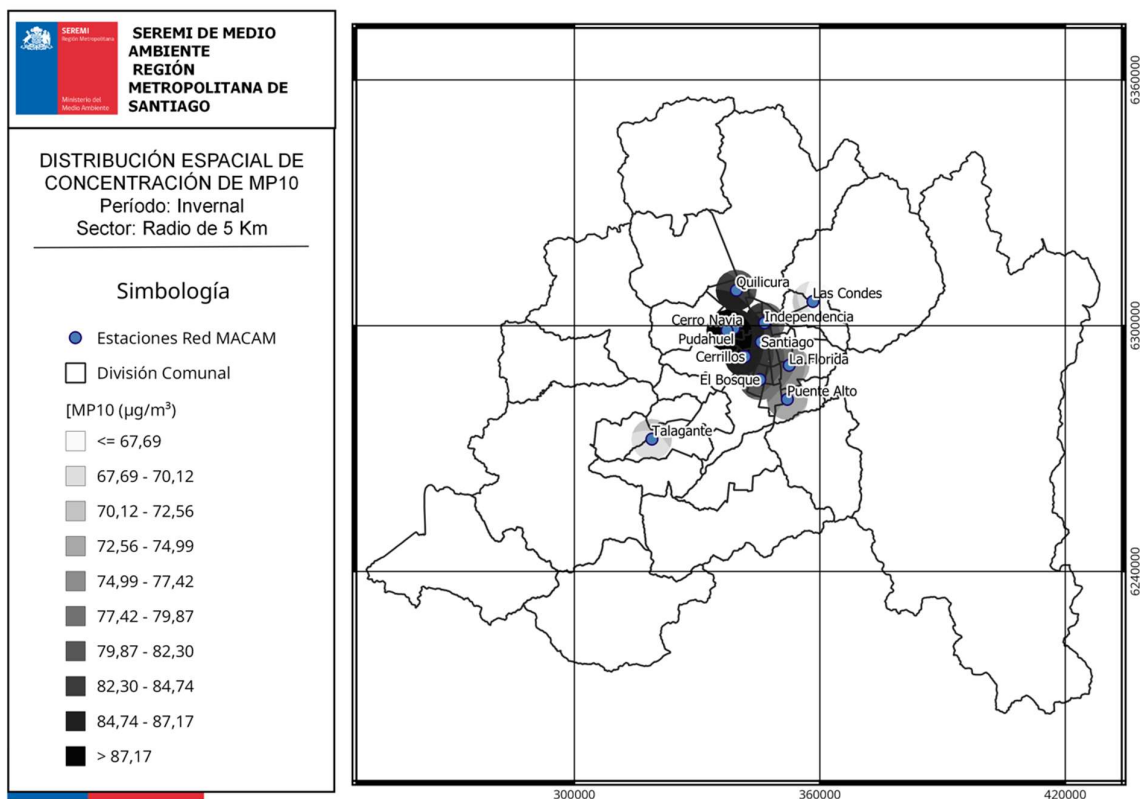 SEREMI
Región Metropolitana
Ministerio del
Medio Ambiente
SEREMI DE MEDIO
AMBIENTE
REGIÓN
METROPOLITANA DE
SANTIAGO
DISTRIBUCIÓN ESPACIAL DE
CONCENTRACIÓN DE MP10
Período: Invernal
Sector: Radio de 5 Km
Simbología
Estaciones Red MACAM
División Comunal
[MP10 (µg/m³)
<= 67,69
67,69 - 70,12
70,12 - 72,56
72,56 - 74,99
74,99 - 77,42
77,42 - 79,87
79,87 - 82,30
82,30 - 84,74
84,74 - 87,17
> 87,17
Quilicura
Las Condes
Cerro Navia
Independencia
Pudahuel
Santiago
Cerrillos
La Florida
El Bosque
Puente Alto
Talagante
6360000
6300000
6240000
300000
360000
420000